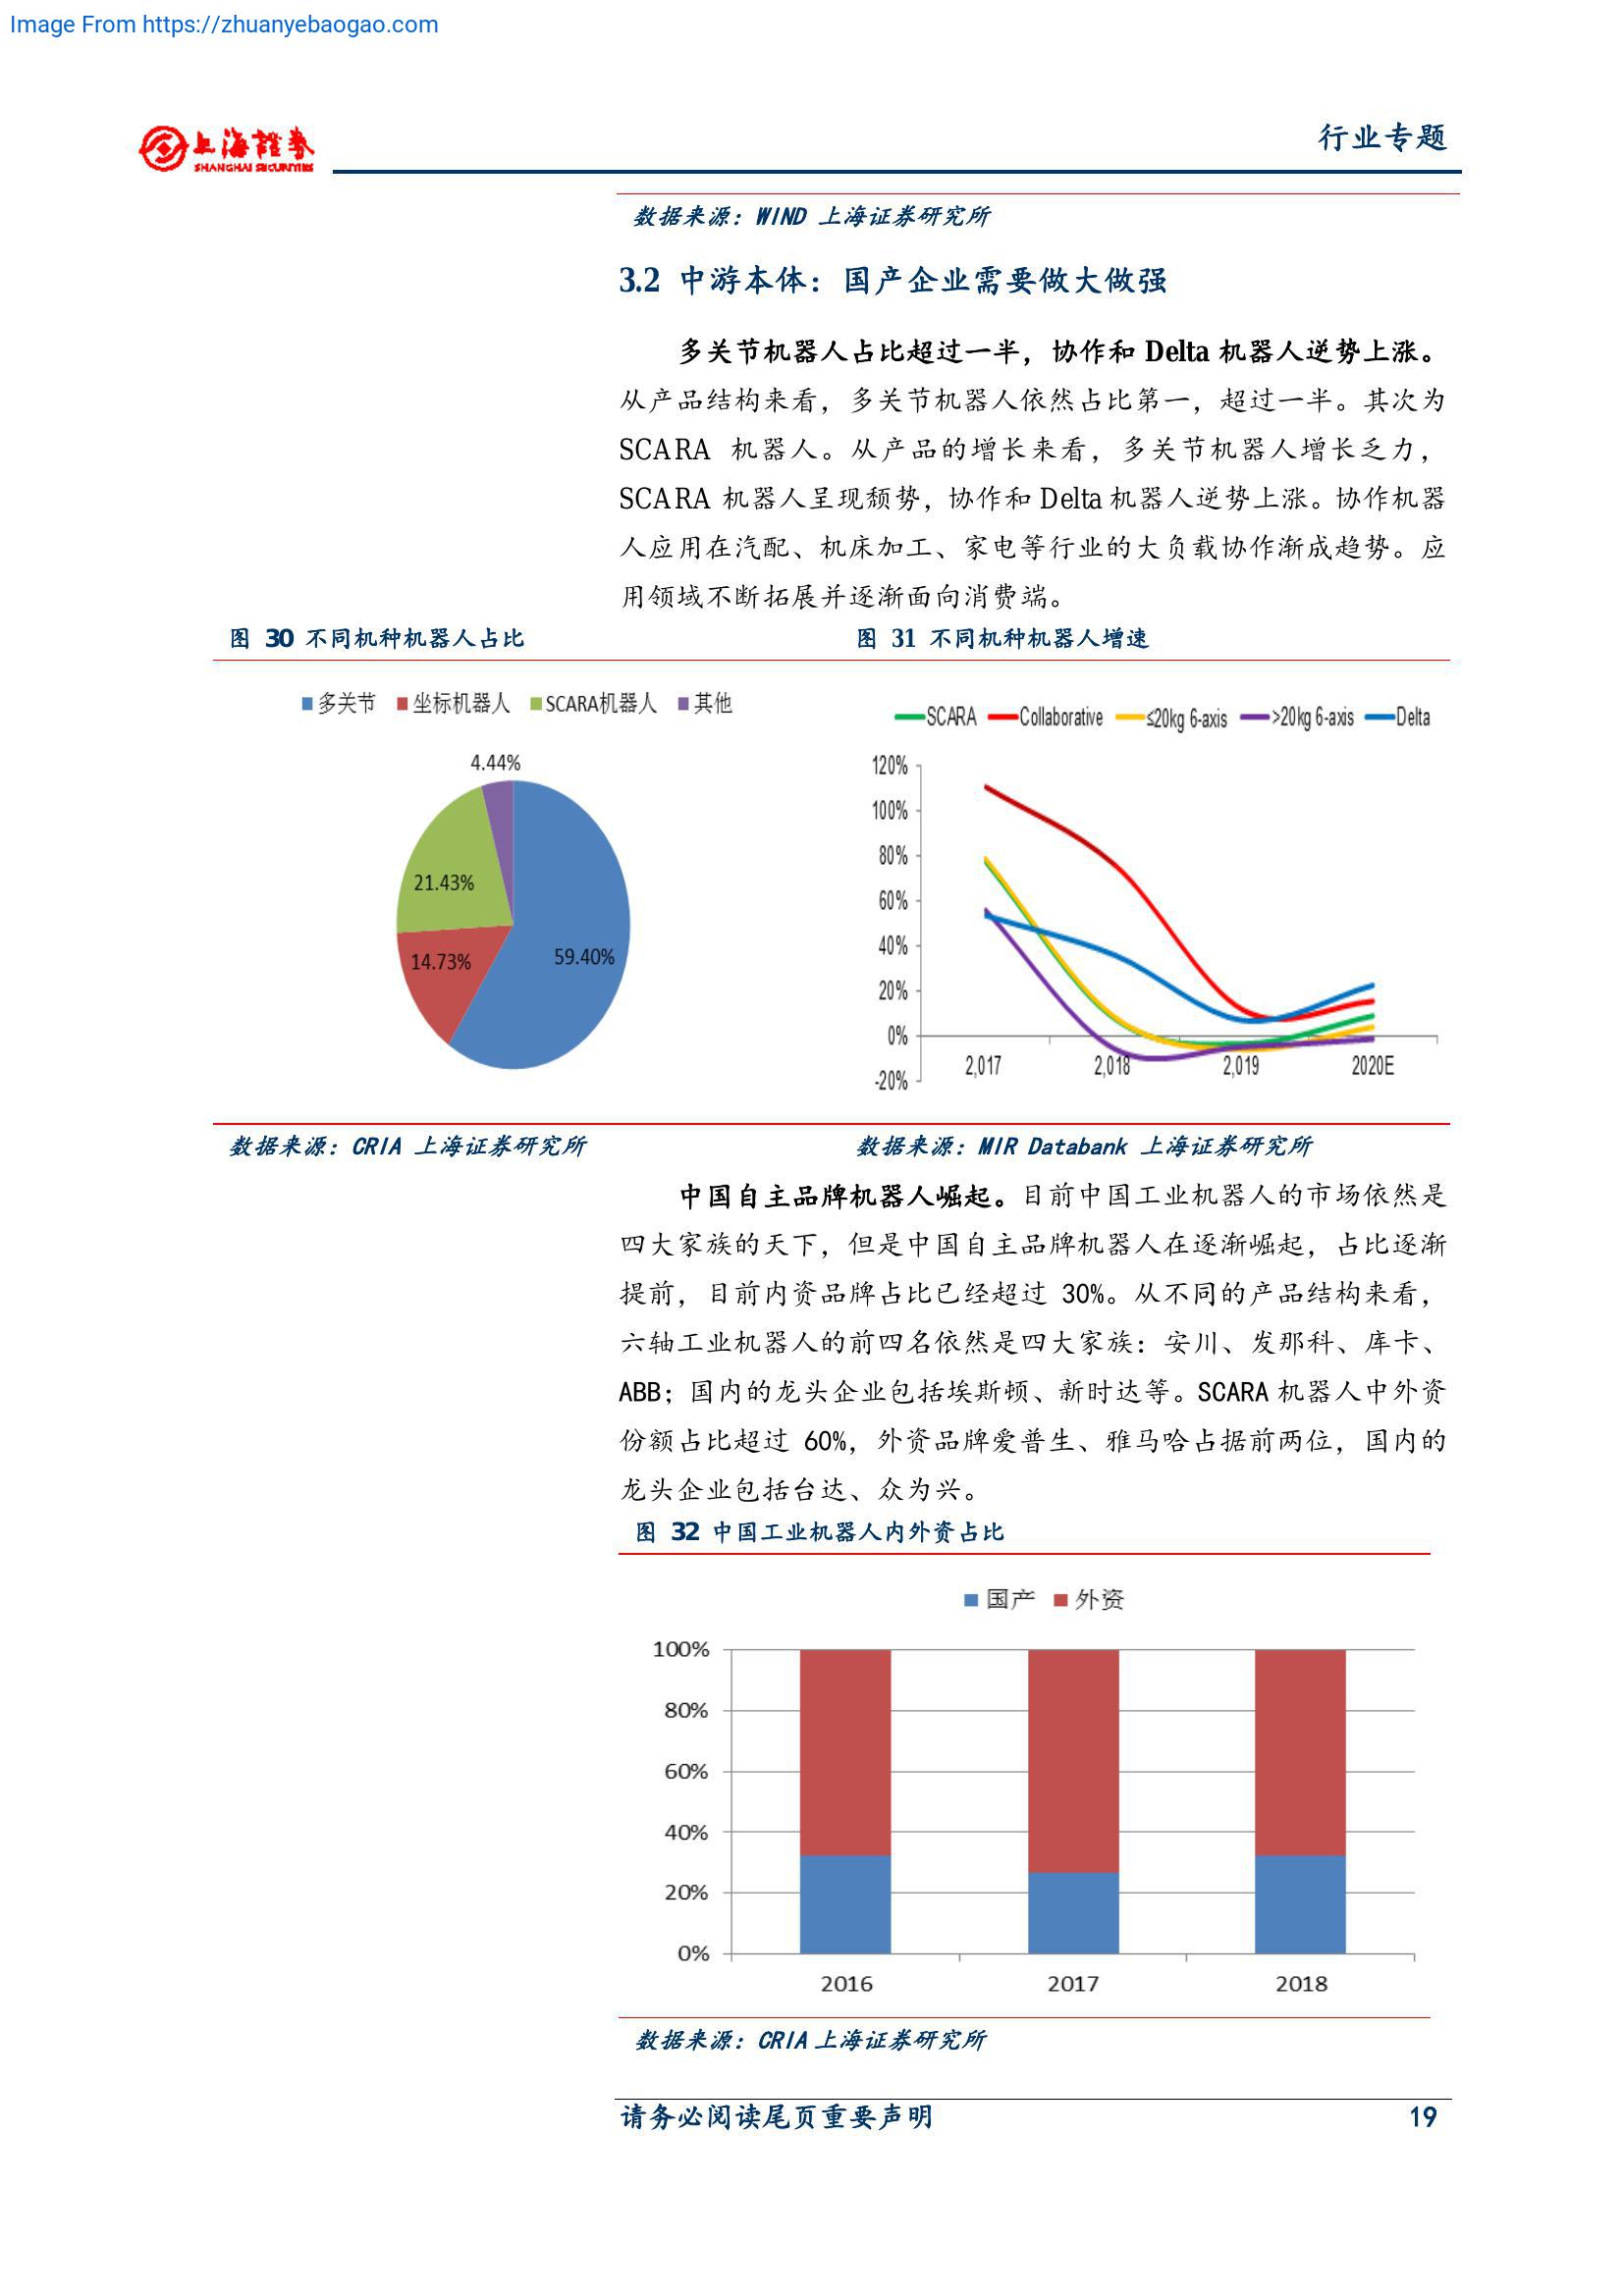 Image From https://zhuanyebaogao.com
上海證券
SHANGHAI SECURITIES
行业专题
数据来源：WIND 上海证券研究所
3.2 中游本体：国产企业需要做大做强
多关节机器人占比超过一半，协作和 Delta 机器人逆势上涨。
从产品结构来看，多关节机器人依然占比第一，超过一半。其次为
SCARA 机器人。从产品的增长来看，多关节机器人增长乏力，
SCARA 机器人呈现颓势，协作和 Delta 机器人逆势上涨。协作机器
人应用在汽配、机床加工、家电等行业的大负载协作渐成趋势。应
用领域不断拓展并逐渐面向消费端。
图 30 不同机种机器人占比
多关节 坐标机器人 SCARA机器人 其他
4.44%
21.43%
14.73%
59.40%
数据来源：CRIA 上海证券研究所
图 31 不同机种机器人增速
SCARA Collaborative ≤20kg 6-axis >20kg 6-axis Delta
120%
100%
80%
60%
40%
20%
0%
-20%
2,017 2,018 2,019 2020E
数据来源：MIR Databank 上海证券研究所
中国自主品牌机器人崛起。目前中国工业机器人的市场依然是
四大家族的天下，但是中国自主品牌机器人在逐渐崛起，占比逐渐
提前，目前内资品牌占比已经超过 30%。从不同的产品结构来看，
六轴工业机器人的前四名依然是四大家族：安川、发那科、库卡、
ABB；国内的龙头企业包括埃斯顿、新时达等。SCARA 机器人中外资
份额占比超过 60%，外资品牌爱普生、雅马哈占据前两位，国内的
龙头企业包括台达、众为兴。
图 32 中国工业机器人内外资占比
国产 外资
100%
80%
60%
40%
20%
0%
2016 2017 2018
数据来源：CRIA 上海证券研究所
请务必阅读尾页重要声明
19